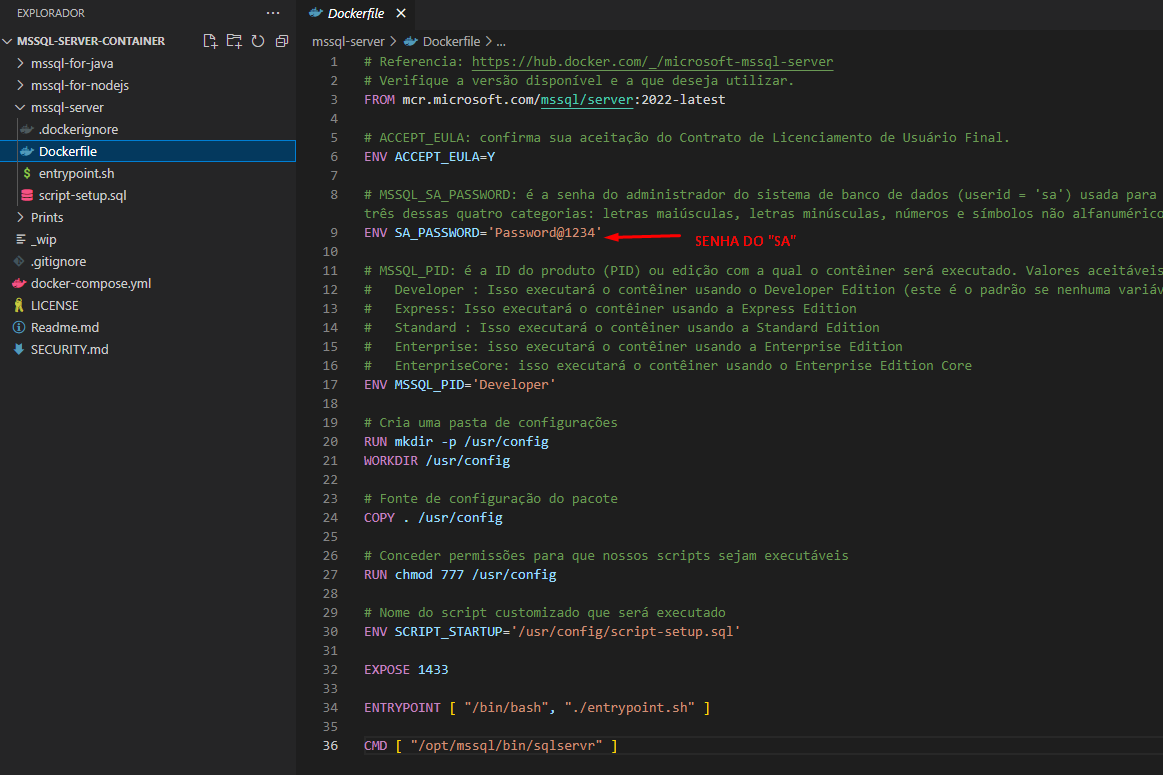 EXPLORADOR
MSSQL-SERVER-CONTAINER
mssql-for-java
mssql-for-nodejs
mssql-server
.dockerignore
Dockerfile
entrypoint.sh
script-setup.sql
Prints
_wip
.gitignore
docker-compose.yml
LICENSE
Readme.md
SECURITY.md
Dockerfile
mssql-server > Dockerfile > ...
1 # Referencia: https://hub.docker.com/_/microsoft-mssql-server
2 # Verifique a versão disponível e a que deseja utilizar.
3 FROM mcr.microsoft.com/mssql/server:2022-latest
4
5 # ACCEPT_EULA: confirma sua aceitação do Contrato de Licenciamento de Usuário Final.
6 ENV ACCEPT_EULA=Y
7
8 # MSSQL_SA_PASSWORD: é a senha do administrador do sistema de banco de dados (userid = 'sa') usada para
três dessas quatro categorias: letras maiúsculas, letras minúsculas, números e símbolos não alfanumérico
9 ENV SA_PASSWORD='Password@1234'
SENHA DO "SA"
10
11 # MSSQL_PID: é a ID do produto (PID) ou edição com a qual o contêiner será executado. Valores aceitáveis
12 #   Developer : Isso executará o contêiner usando o Developer Edition (este é o padrão se nenhuma variáv
13 #   Express: Isso executará o contêiner usando a Express Edition
14 #   Standard : Isso executará o contêiner usando a Standard Edition
15 #   Enterprise: isso executará o contêiner usando a Enterprise Edition
16 #   EnterpriseCore: isso executará o contêiner usando o Enterprise Edition Core
17 ENV MSSQL_PID='Developer'
18
19 # Cria uma pasta de configurações
20 RUN mkdir -p /usr/config
21 WORKDIR /usr/config
22
23 # Fonte de configuração do pacote
24 COPY . /usr/config
25
26 # Conceder permissões para que nossos scripts sejam executáveis
27 RUN chmod 777 /usr/config
28
29 # Nome do script customizado que será executado
30 ENV SCRIPT_STARTUP='/usr/config/script-setup.sql'
31
32 EXPOSE 1433
33
34 ENTRYPOINT [ "/bin/bash", "./entrypoint.sh" ]
35
36 CMD [ "/opt/mssql/bin/sqlservr" ]